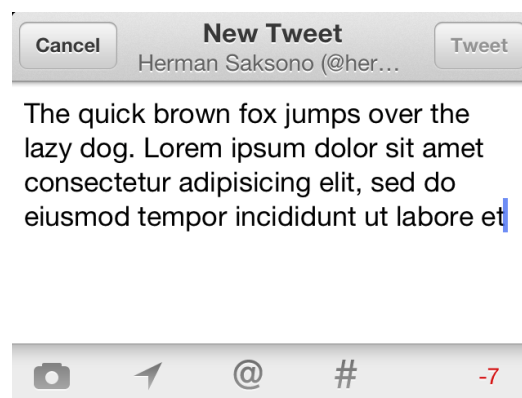 Cancel
New Tweet
Tweet
Herman Saksono (@her…
The quick brown fox jumps over the
lazy dog. Lorem ipsum dolor sit amet
consectetur adipisicing elit, sed do
eiusmod tempor incididunt ut labore et
@ # -7